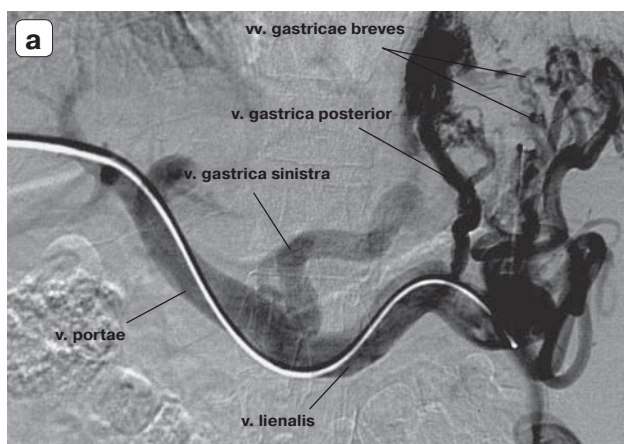 a
vv. gastricae breves
v. gastrica posterior
v. gastrica sinistra
v. portae
v. lienalis